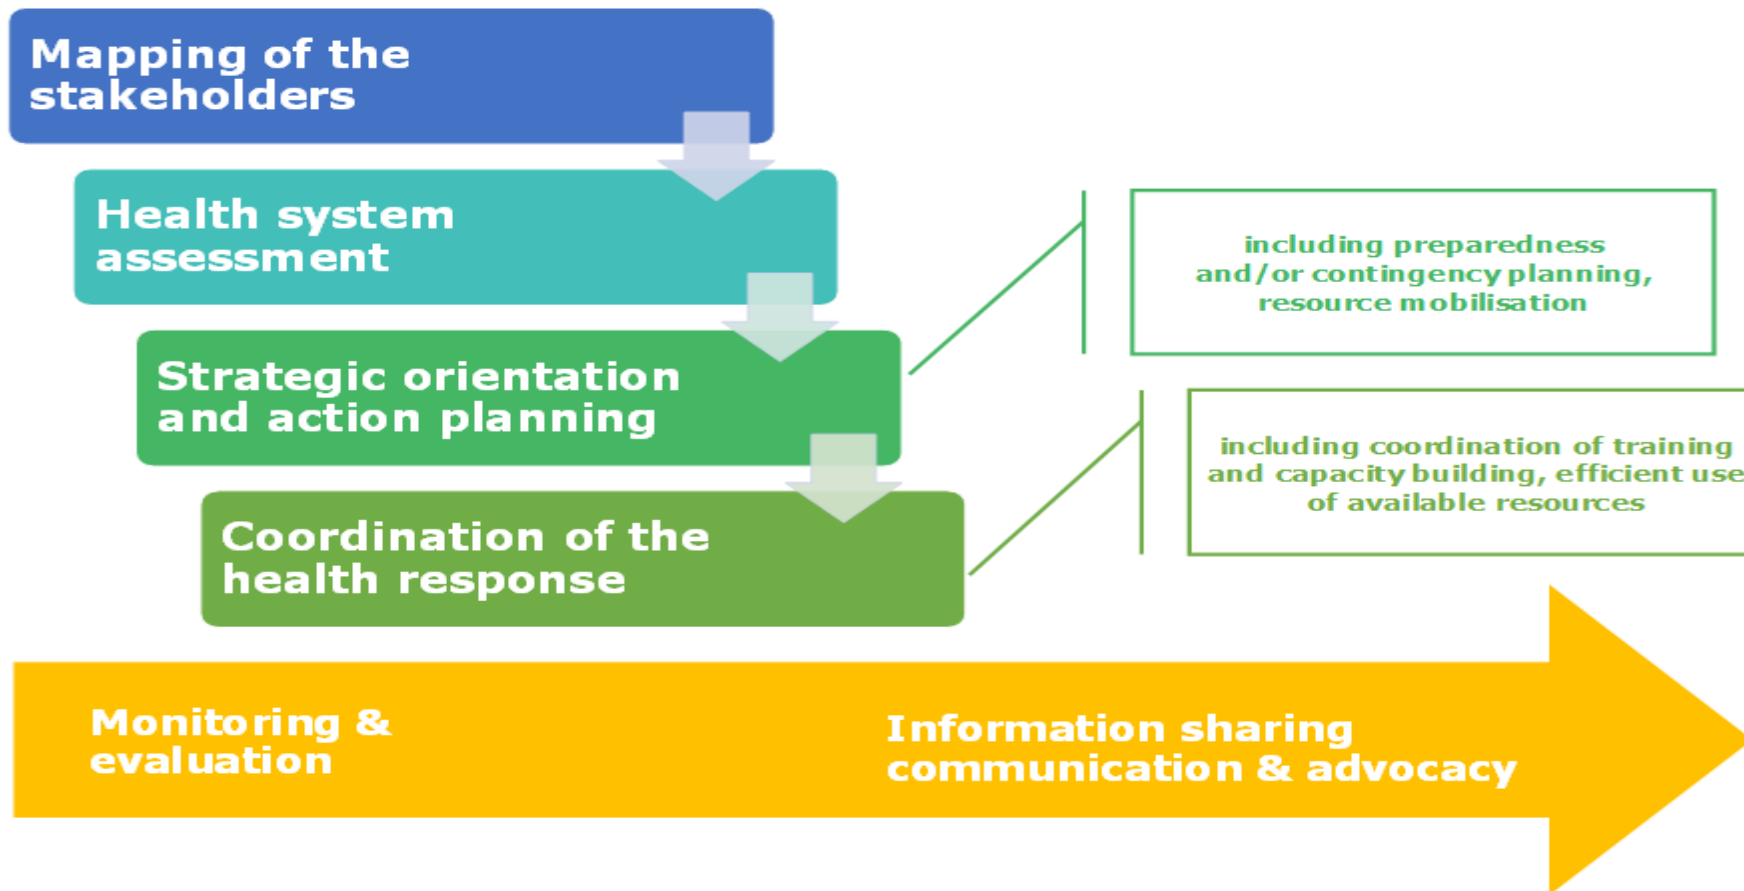 Mapping of the
stakeholders
Health system
assessment
including preparedness
and/or contingency planning,
resource mobilisation
Strategic orientation
and action planning
including coordination of training
and capacity building, efficient use
of available resources
Coordination of the
health response
Monitoring &
evaluation
Information sharing
communication & advocacy